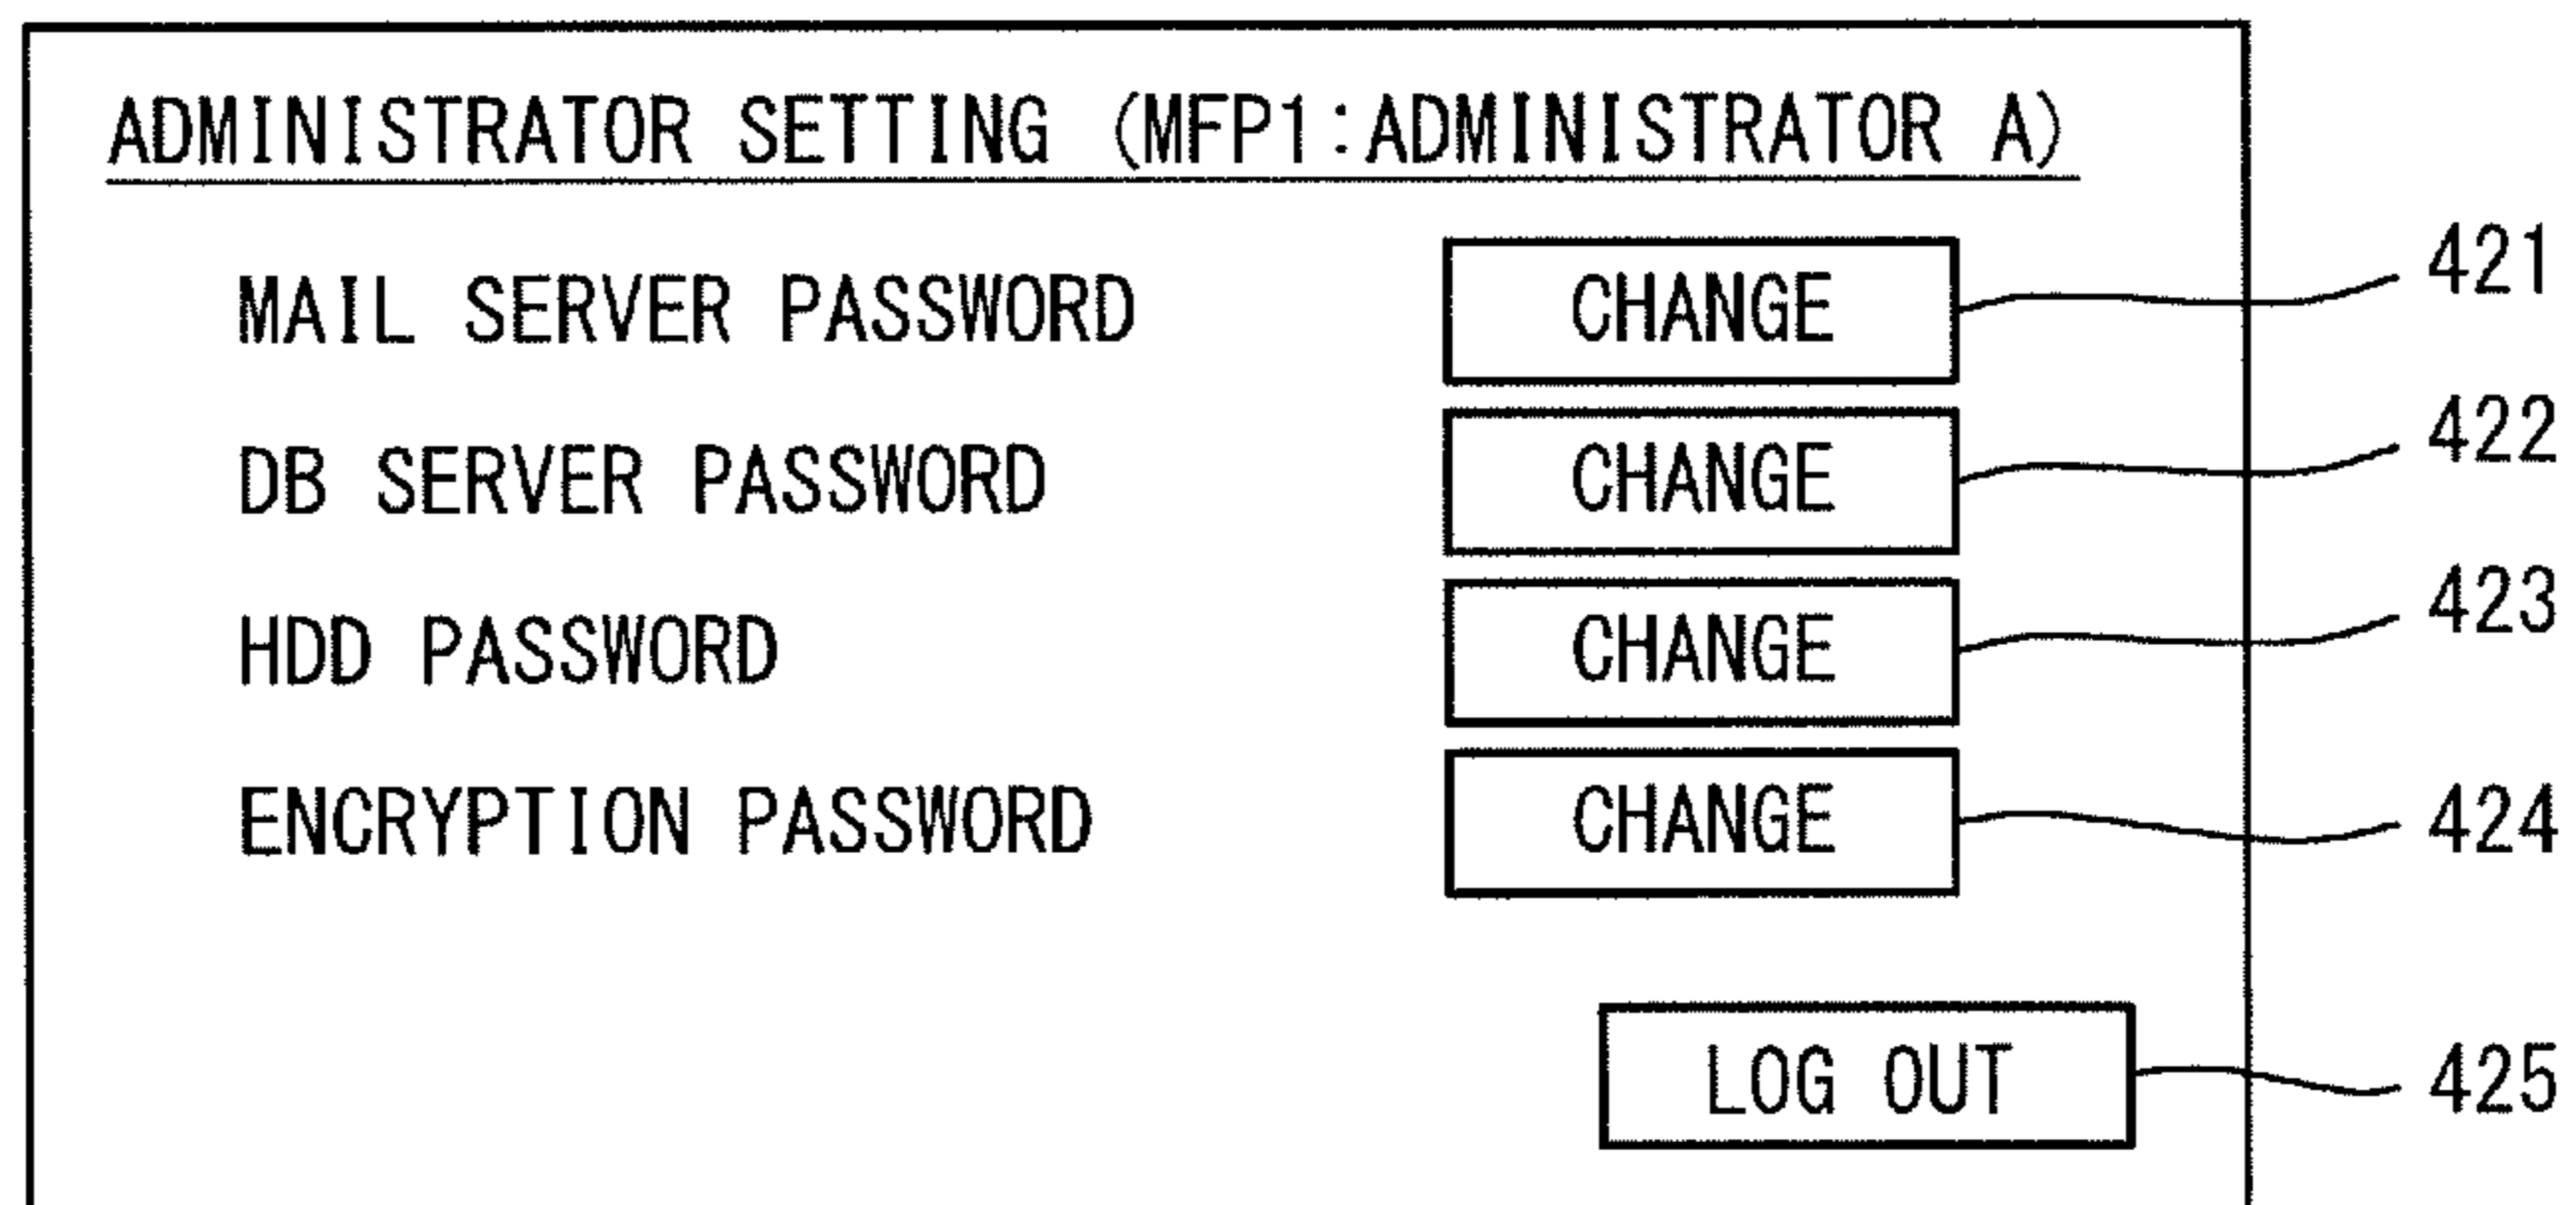 ADMINISTRATOR SETTING (MFP1:ADMINISTRATOR A)
MAIL SERVER PASSWORD CHANGE 421
DB SERVER PASSWORD CHANGE 422
HDD PASSWORD CHANGE 423
ENCRYPTION PASSWORD CHANGE 424
LOG OUT 425